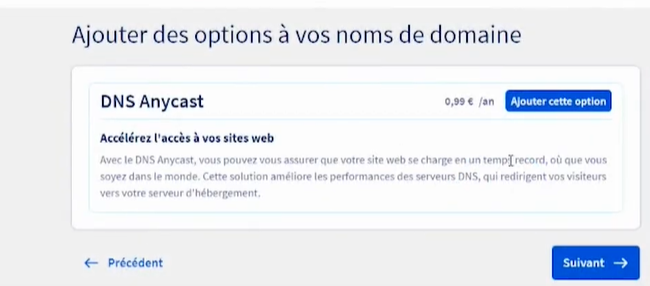 Ajouter des options à vos noms de domaine
DNS Anycast
0,99 € /an
Ajouter cette option
Accélérez l'accès à vos sites web
Avec le DNS Anycast, vous pouvez vous assurer que votre site web se charge en un temps record, où que vous
soyez dans le monde. Cette solution améliore les performances des serveurs DNS, qui redirigent vos visiteurs
vers votre serveur d'hébergement.
← Précédent
Suivant →